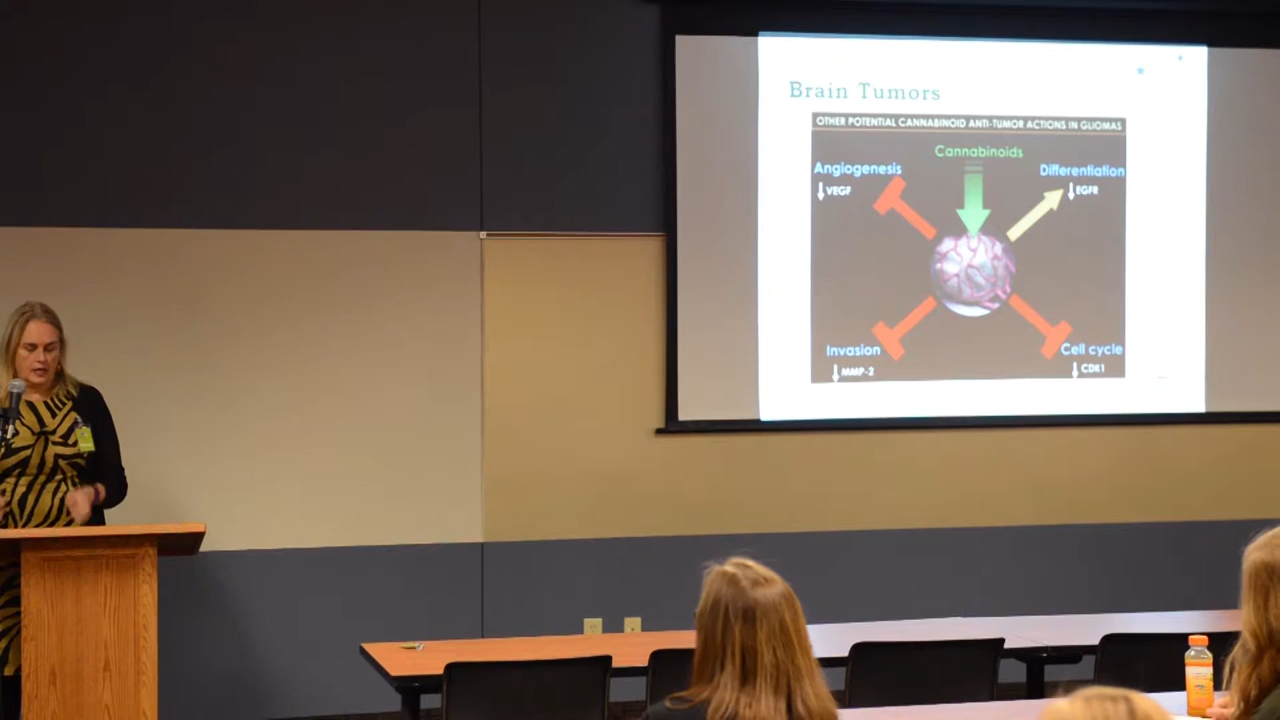 Brain Tumors
OTHER POTENTIAL CANNABINOID ANTI-TUMOR ACTIONS IN GLIOMAS
Cannabinoids
Angiogenesis
↓ VEGF
Differentiation
↓ EGFR
Invasion
↓ MMP-2
Cell cycle
↓ CDK1